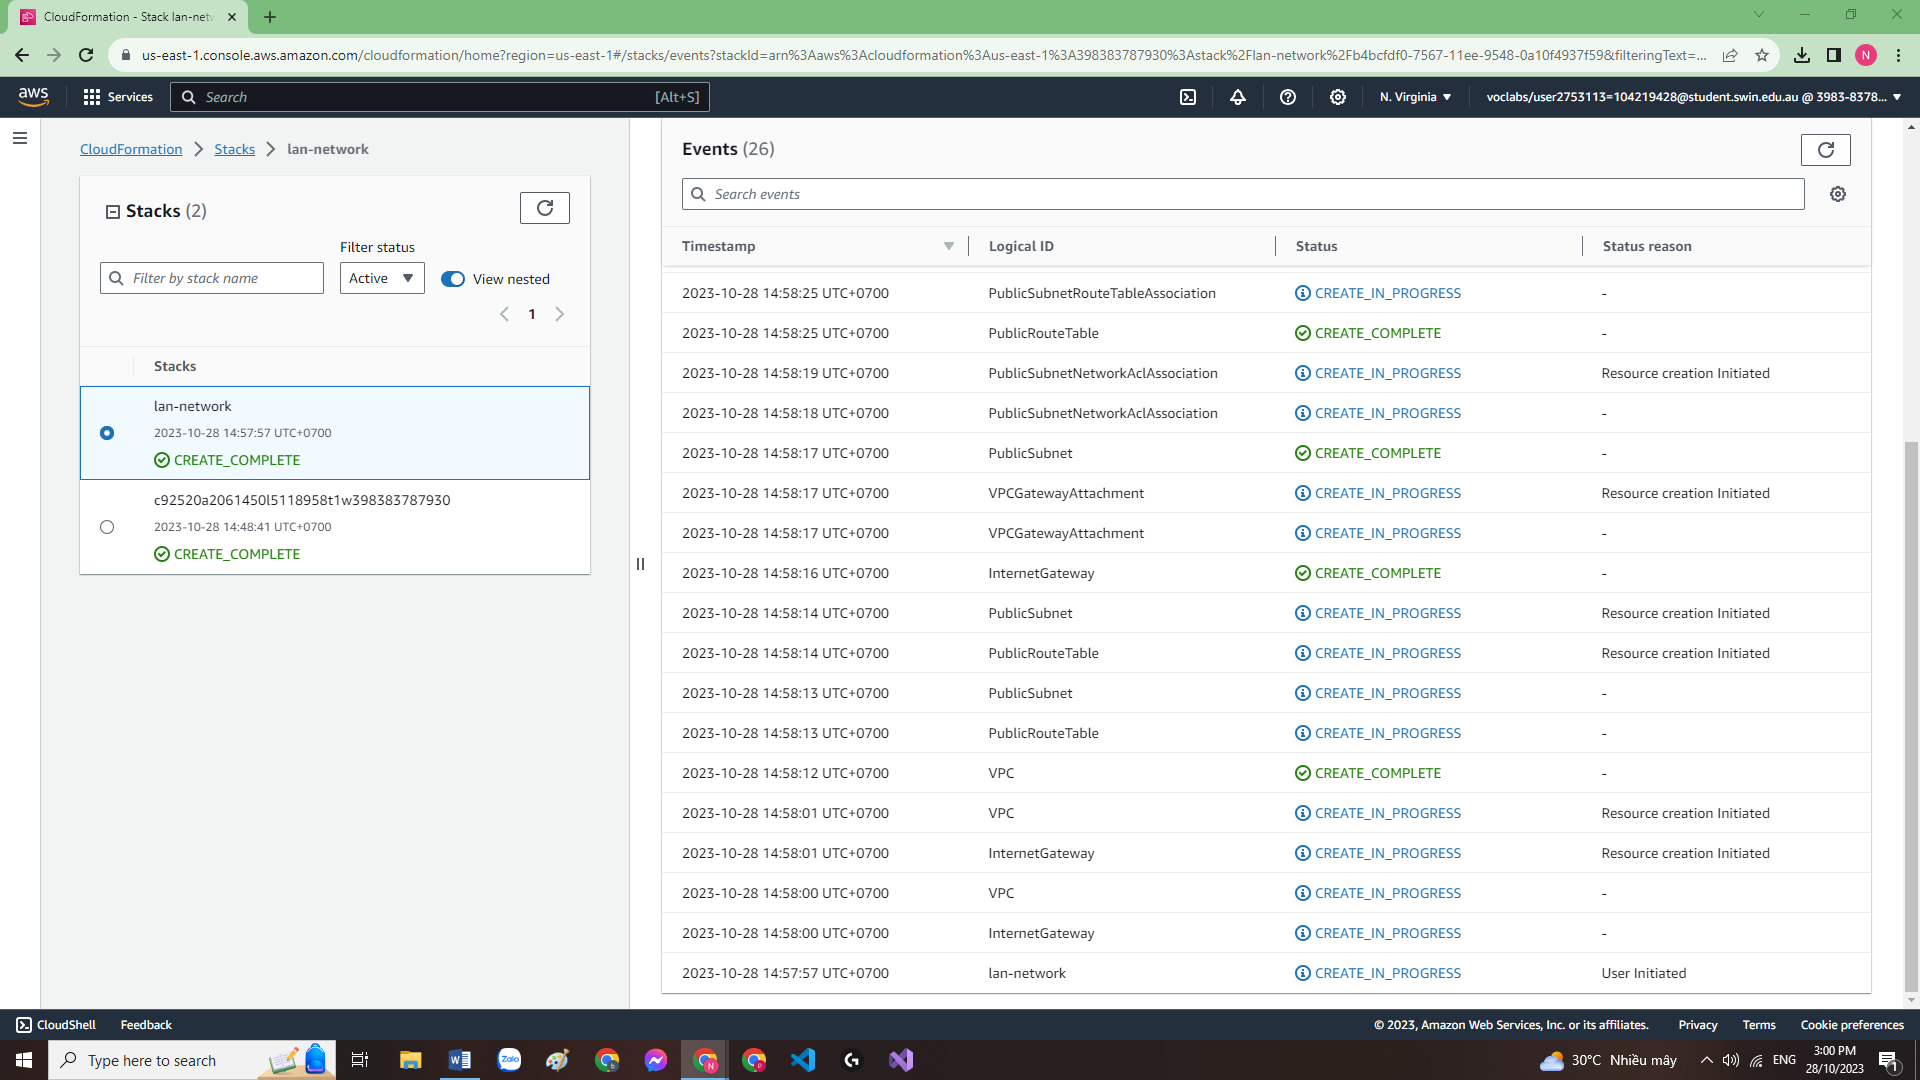 CloudFormation - Stack lan-netw
us-east-1.console.aws.amazon.com/cloudformation/home?region=us-east-1#/stacks/events?stackId=arn%3Aaws%3Acloudformation%3Aus-east-1%3A398383787930%3Astack%2Flan-network%2Fb4bcfdf0-7567-11ee-9548-0a10f4937f59&filteringText=...
N
aws
Services
Search
[Alt+S]
N. Virginia
voclabs/user2753113=104219428@student.swin.edu.au @ 3983-8378...
CloudFormation
Stacks
lan-network
Stacks (2)
Filter status
Filter by stack name
Active
View nested
1
Stacks
lan-network
2023-10-28 14:57:57 UTC+0700
CREATE_COMPLETE
c92520a2061450l5118958t1w398383787930
2023-10-28 14:48:41 UTC+0700
CREATE_COMPLETE
Events (26)
Search events
Timestamp Logical ID Status Status reason
2023-10-28 14:58:25 UTC+0700 PublicSubnetRouteTableAssociation CREATE_IN_PROGRESS -
2023-10-28 14:58:25 UTC+0700 PublicRouteTable CREATE_COMPLETE -
2023-10-28 14:58:19 UTC+0700 PublicSubnetNetworkAclAssociation CREATE_IN_PROGRESS Resource creation Initiated
2023-10-28 14:58:18 UTC+0700 PublicSubnetNetworkAclAssociation CREATE_IN_PROGRESS -
2023-10-28 14:58:17 UTC+0700 PublicSubnet CREATE_COMPLETE -
2023-10-28 14:58:17 UTC+0700 VPCGatewayAttachment CREATE_IN_PROGRESS Resource creation Initiated
2023-10-28 14:58:17 UTC+0700 VPCGatewayAttachment CREATE_IN_PROGRESS -
2023-10-28 14:58:16 UTC+0700 InternetGateway CREATE_COMPLETE -
2023-10-28 14:58:14 UTC+0700 PublicSubnet CREATE_IN_PROGRESS Resource creation Initiated
2023-10-28 14:58:14 UTC+0700 PublicRouteTable CREATE_IN_PROGRESS Resource creation Initiated
2023-10-28 14:58:13 UTC+0700 PublicSubnet CREATE_IN_PROGRESS -
2023-10-28 14:58:13 UTC+0700 PublicRouteTable CREATE_IN_PROGRESS -
2023-10-28 14:58:12 UTC+0700 VPC CREATE_COMPLETE -
2023-10-28 14:58:01 UTC+0700 VPC CREATE_IN_PROGRESS Resource creation Initiated
2023-10-28 14:58:01 UTC+0700 InternetGateway CREATE_IN_PROGRESS Resource creation Initiated
2023-10-28 14:58:00 UTC+0700 VPC CREATE_IN_PROGRESS -
2023-10-28 14:58:00 UTC+0700 InternetGateway CREATE_IN_PROGRESS -
2023-10-28 14:57:57 UTC+0700 lan-network CREATE_IN_PROGRESS User Initiated
CloudShell
Feedback
© 2023, Amazon Web Services, Inc. or its affiliates.
Privacy
Terms
Cookie preferences
Type here to search
Zalo
30°C Nhiều mây
ENG
3:00 PM
28/10/2023
1